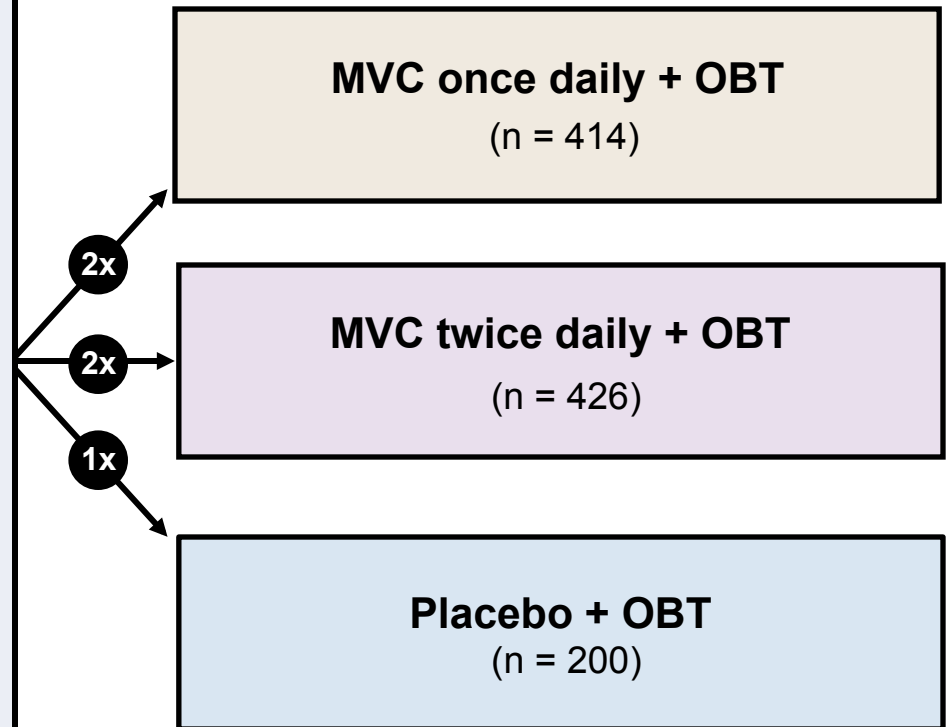 MVC once daily + OBT
(n = 414)
2x
MVC twice daily + OBT
(n = 426)
2x
1x
Placebo + OBT
(n = 200)